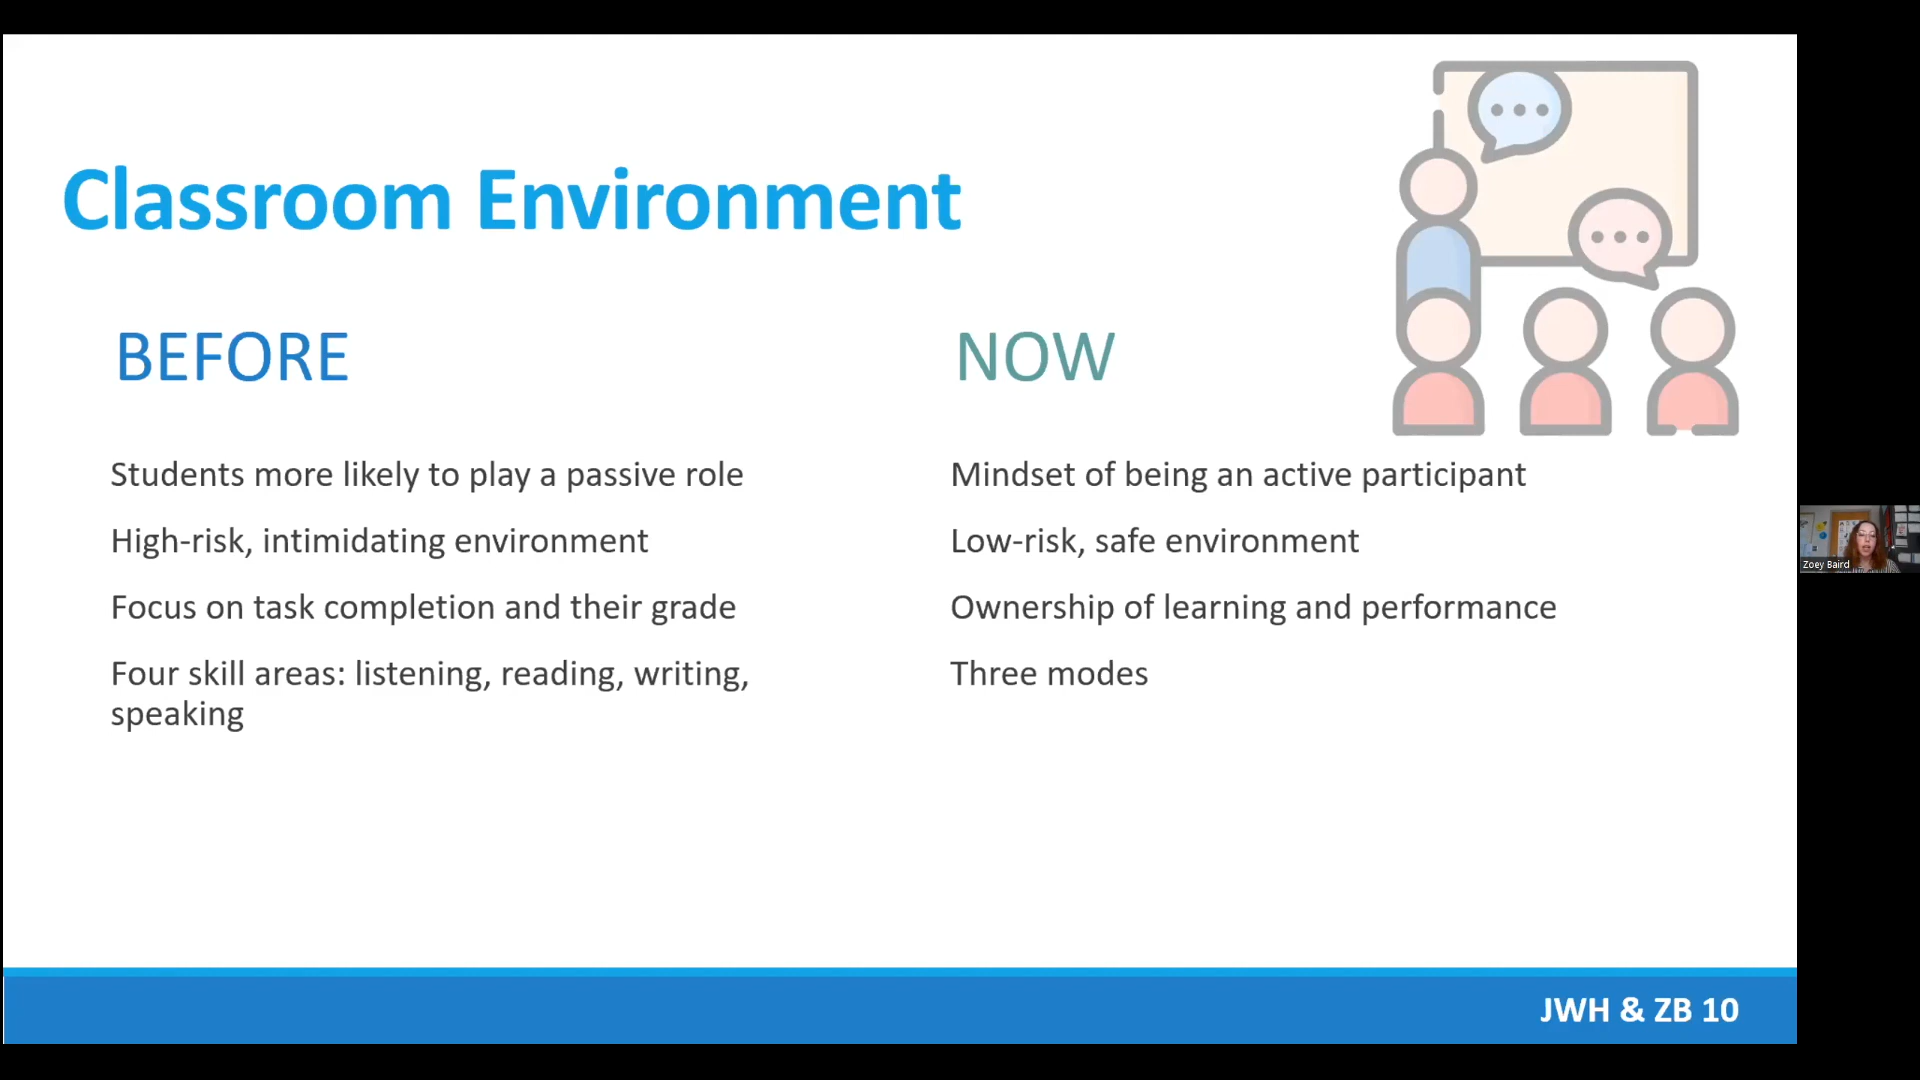 Classroom Environment
BEFORE
Students more likely to play a passive role
High-risk, intimidating environment
Focus on task completion and their grade
Four skill areas: listening, reading, writing,
speaking
NOW
Mindset of being an active participant
Low-risk, safe environment
Ownership of learning and performance
Three modes
Zoey Baird
JWH & ZB 10